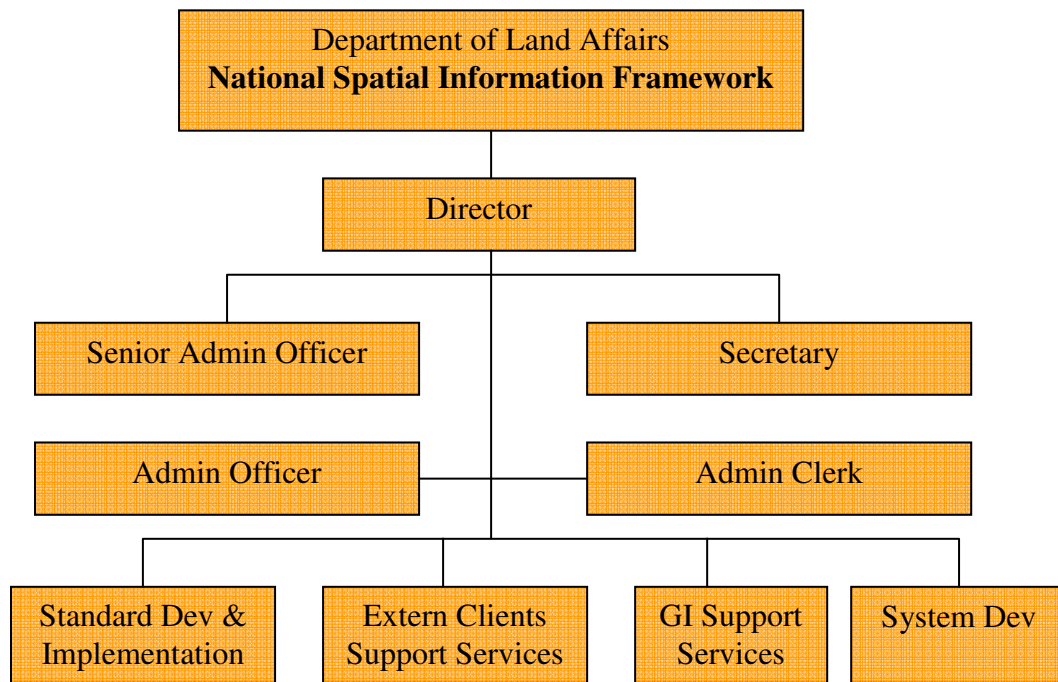 Department of Land Affairs
National Spatial Information Framework
Director
Senior Admin Officer
Secretary
Admin Officer
Admin Clerk
Standard Dev &
Implementation
Extern Clients
Support Services
GI Support
Services
System Dev